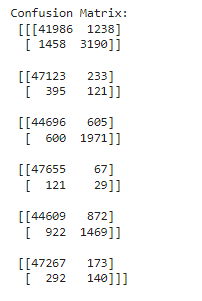 Confusion Matrix:
[[[41986 1238]
[ 1458 3190]]
[[47123 233]
[ 395 121]]
[[44696 605]
[ 600 1971]]
[[47655 67]
[ 121 29]]
[[44609 872]
[ 922 1469]]
[[47267 173]
[ 292 140]]]